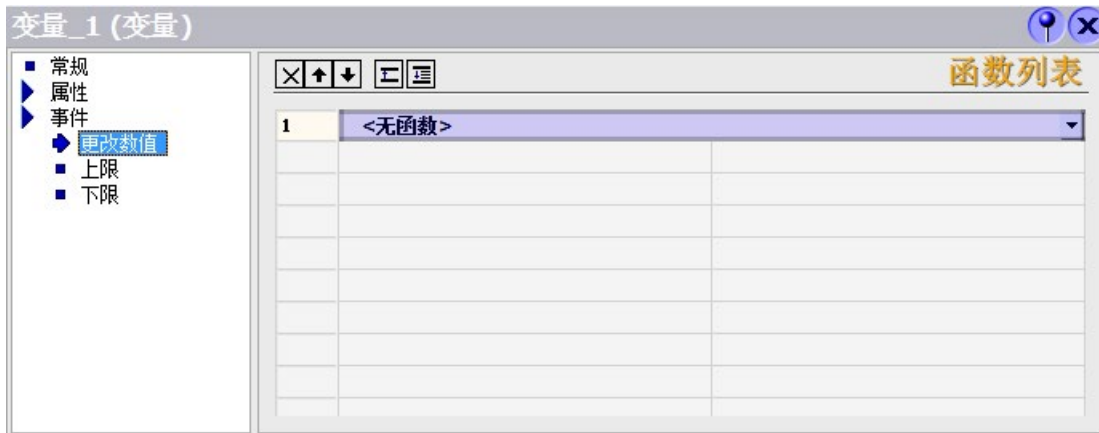 变量_1 (变量)
常规
属性
事件
更改数值
上限
下限
函数列表
1 <无函数>